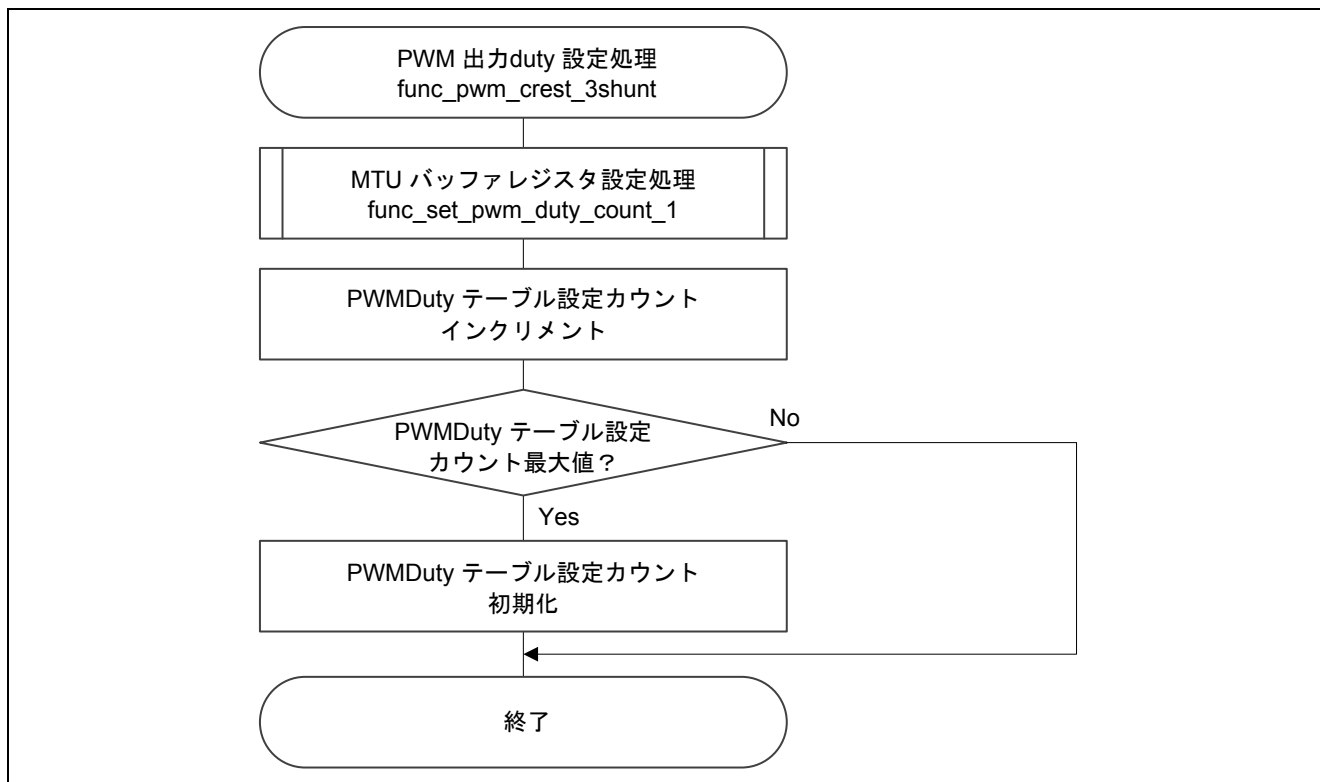 PWM 出力duty 設定処理
func_pwm_crest_3shunt
MTU バッファレジスタ設定処理
func_set_pwm_duty_count_1
PWMDuty テーブル設定カウント
インクリメント
PWMDuty テーブル設定
カウント最大値？
No
Yes
PWMDuty テーブル設定カウント
初期化
終了